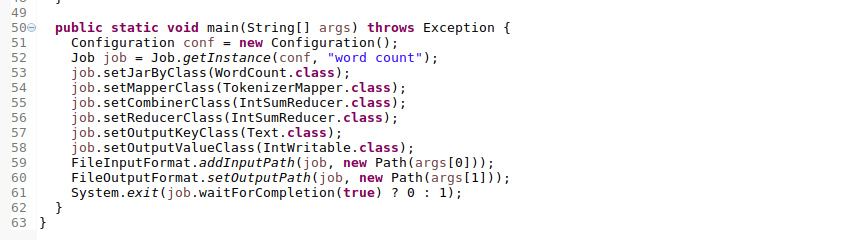 49
50 public static void main(String[] args) throws Exception {
51 Configuration conf = new Configuration();
52 Job job = Job.getInstance(conf, "word count");
53 job.setJarByClass(WordCount.class);
54 job.setMapperClass(TokenizerMapper.class);
55 job.setCombinerClass(IntSumReducer.class);
56 job.setReducerClass(IntSumReducer.class);
57 job.setOutputKeyClass(Text.class);
58 job.setOutputValueClass(IntWritable.class);
59 FileInputFormat.addInputPath(job, new Path(args[0]));
60 FileOutputFormat.setOutputPath(job, new Path(args[1]));
61 System.exit(job.waitForCompletion(true) ? 0 : 1);
62 }
63 }